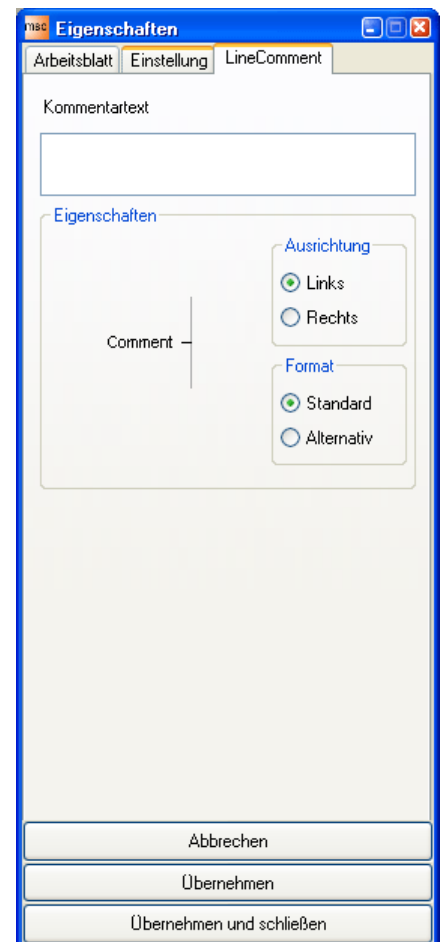 msc Eigenschaften
Arbeitsblatt Einstellung LineComment
Kommentartext
Eigenschaften
Ausrichtung
Links
Rechts
Comment
Format
Standard
Alternativ
Abbrechen
Übernehmen
Übernehmen und schließen